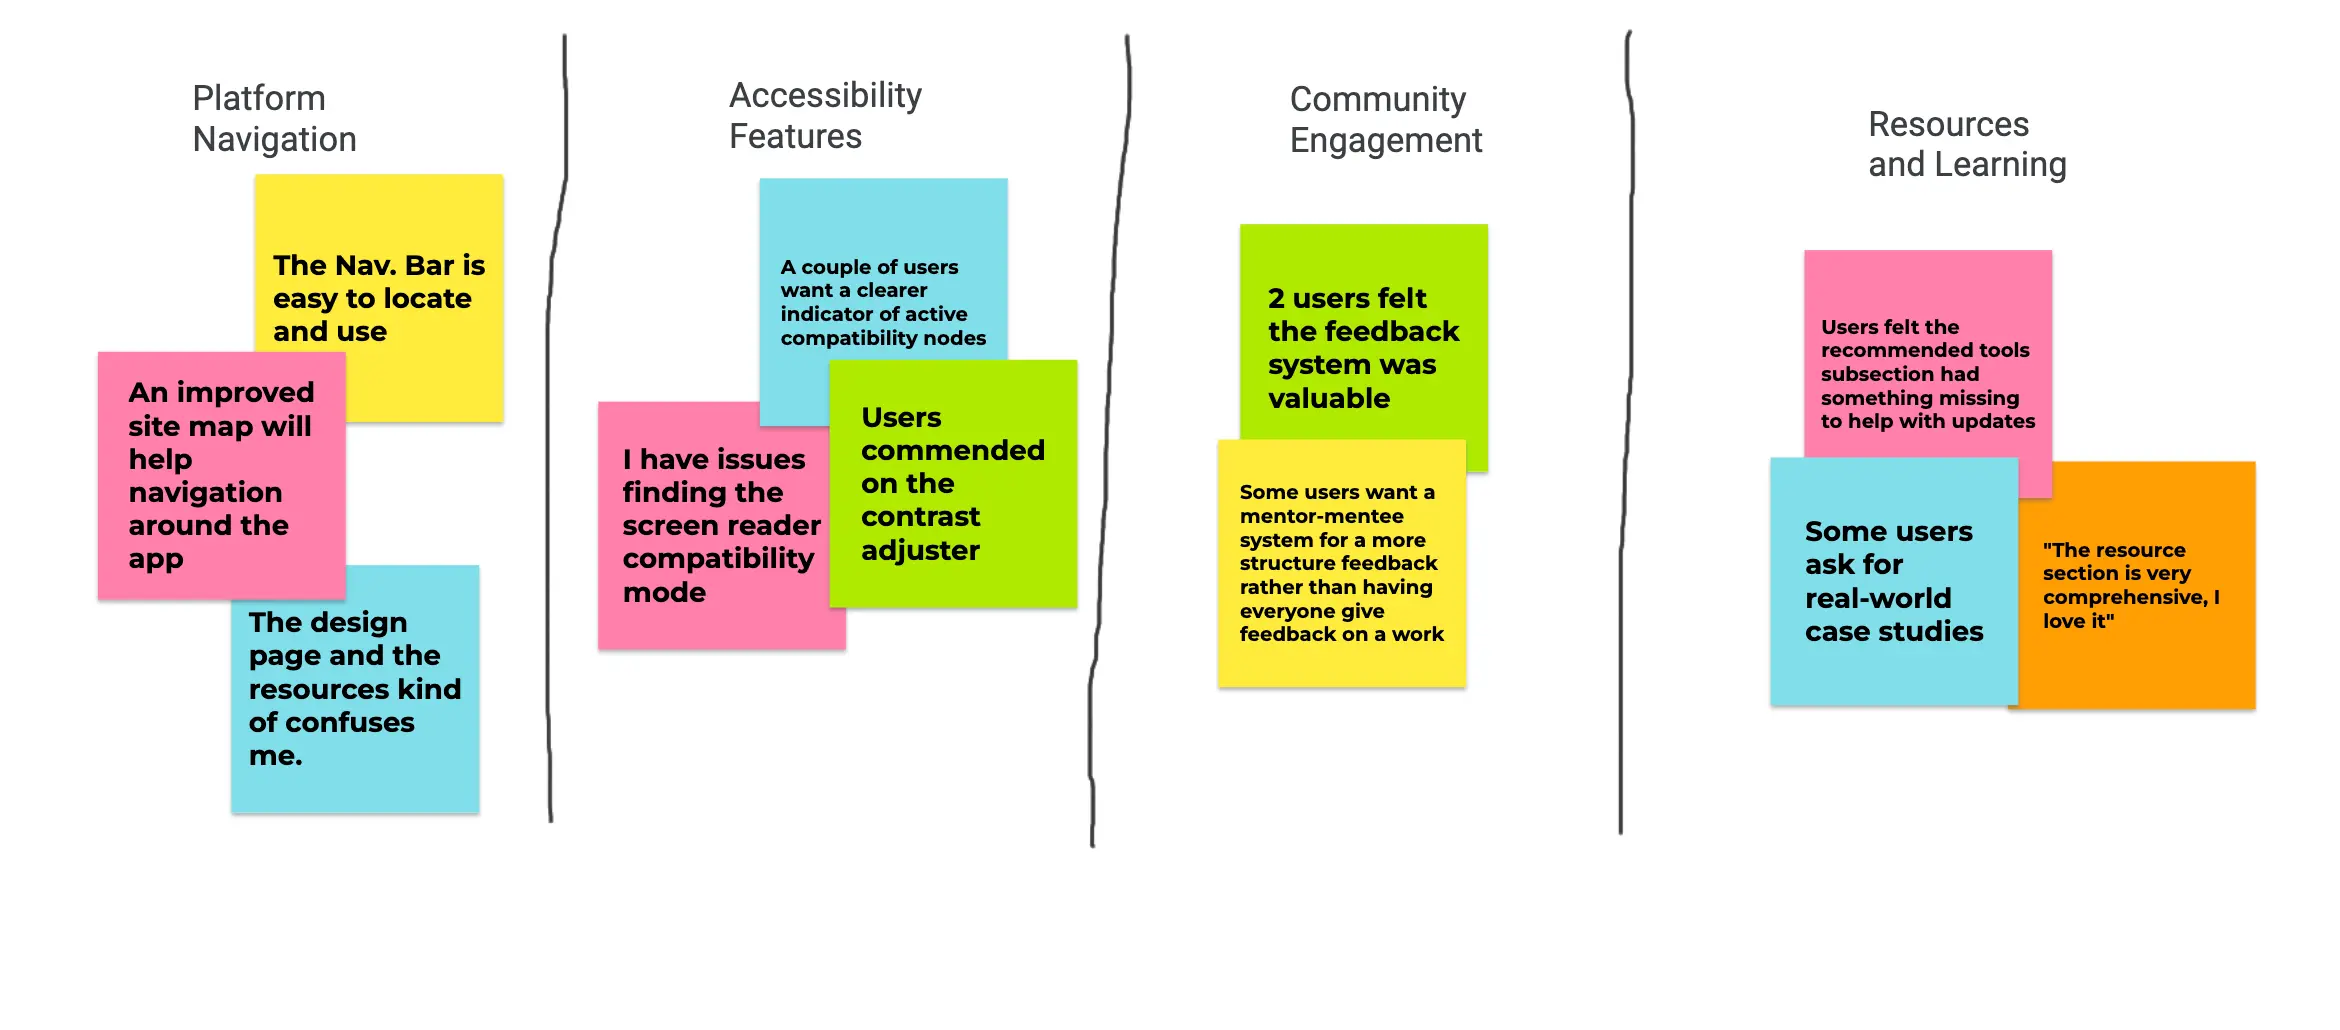 Platform
Navigation
The Nav. Bar is
easy to locate
and use
An improved
site map will
help
navigation
around the
app
The design
page and the
resources kind
of confuses
me.
Accessibility
Features
A couple of users
want a clearer
indicator of active
compatibility nodes
I have issues
finding the
screen reader
compatibility
mode
Users
commended
on the
contrast
adjuster
Community
Engagement
2 users felt
the feedback
system was
valuable
Some users want a
mentor-mentee
system for a more
structure feedback
rather than having
everyone give
feedback on a work
Resources
and Learning
Users felt the
recommended tools
subsection had
something missing
to help with updates
Some users
ask for
real-world
case studies
"The resource
section is very
comprehensive, I
love it"